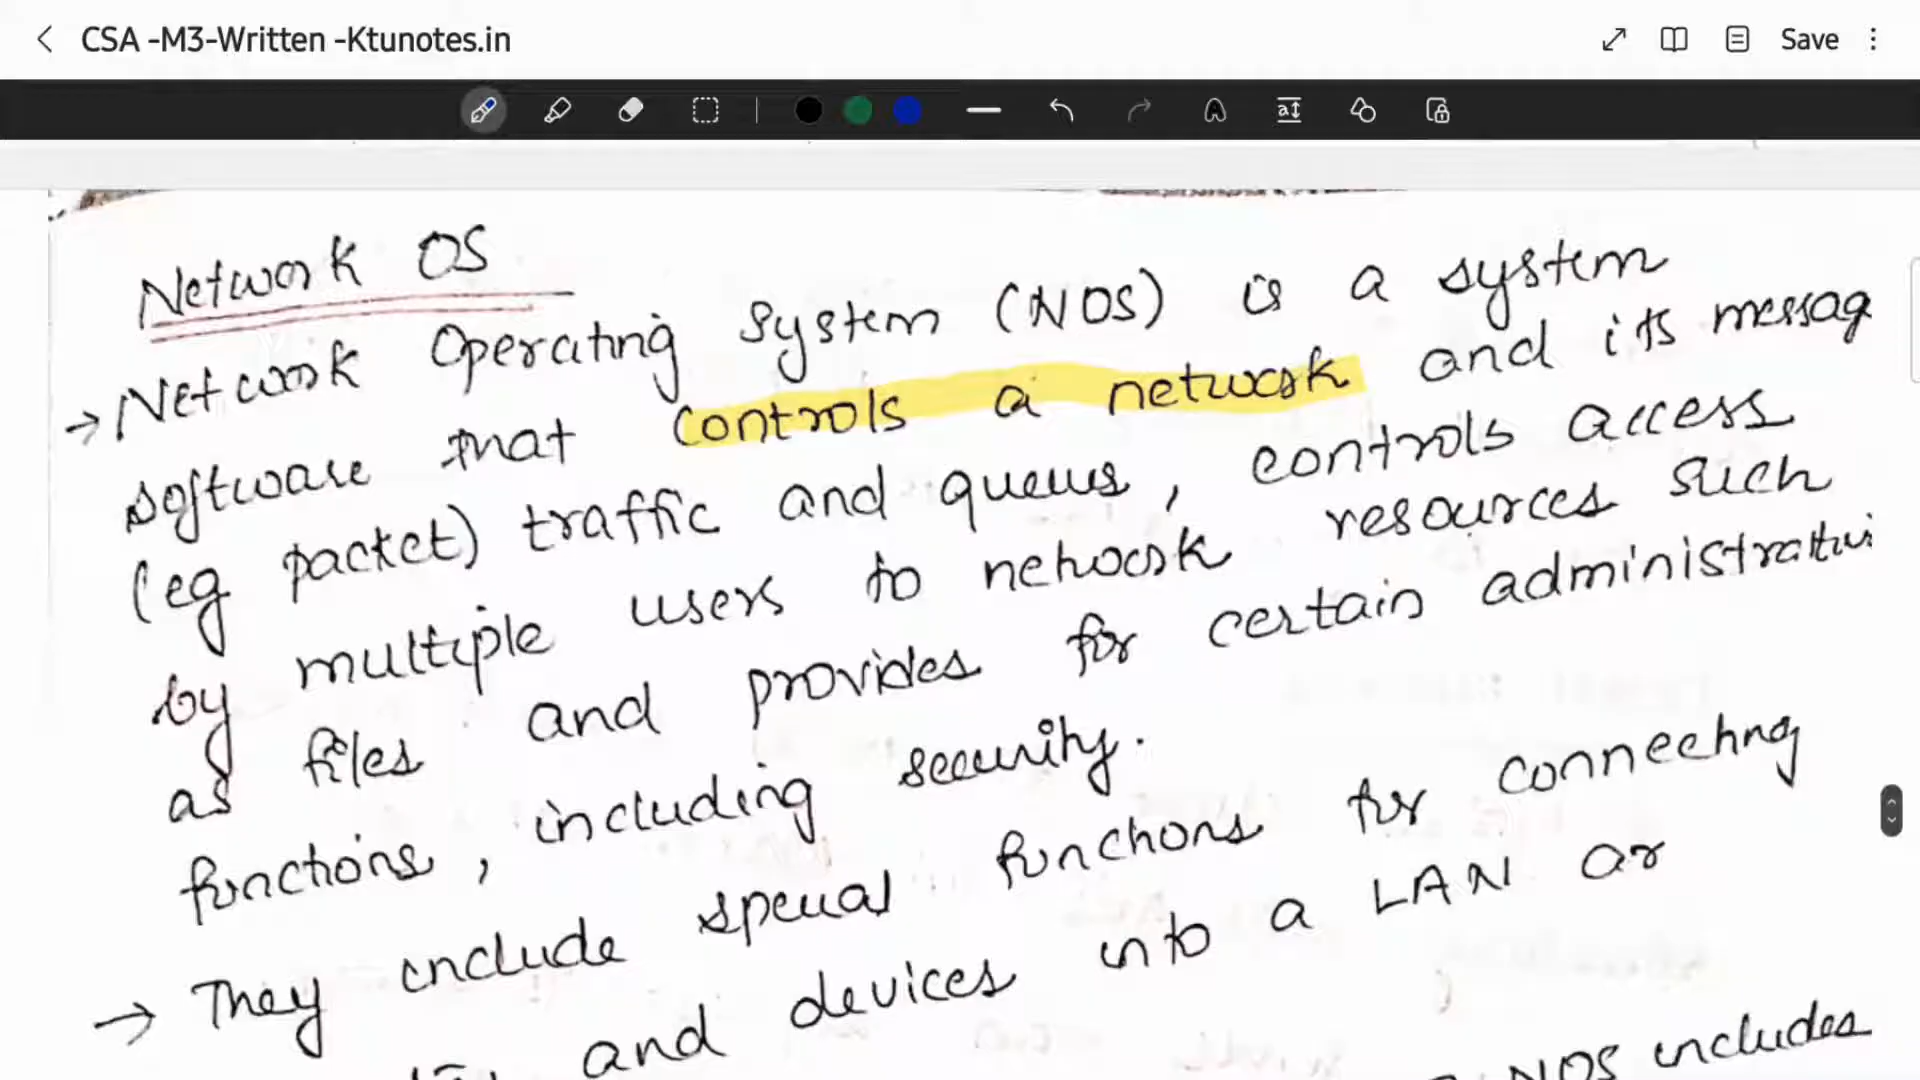 CSA -M3-Written -Ktunotes.in
Save
Network OS
→ Network Operating System (NOS) is a system
software that controls a network and its messag
(eg packet) traffic and queues, controls access
by multiple users to network resources such
as files and provides for certain administrativ
functions, including security.
→ They include special functions for connecting
and devices into a LAN or
NOS includes